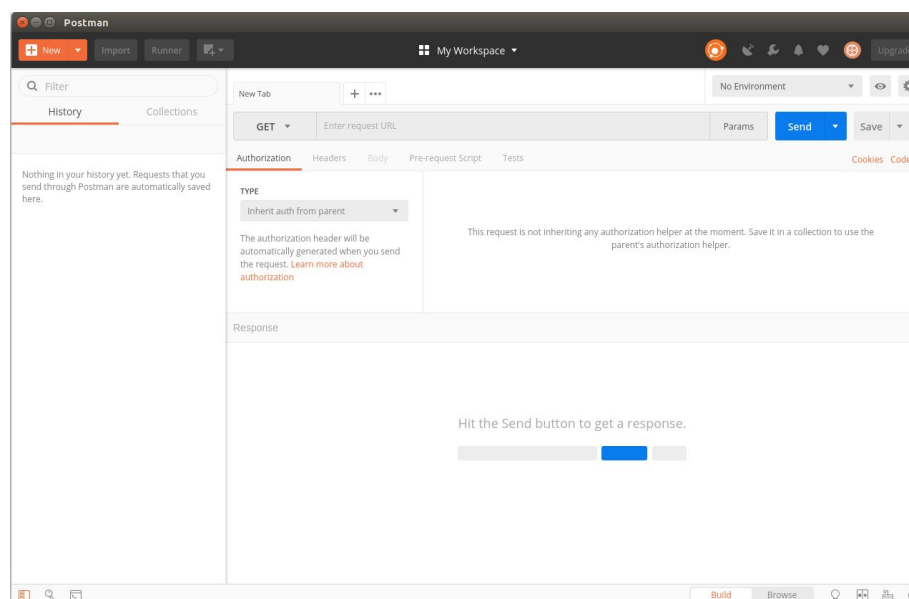 Postman
New Import Runner My Workspace Upgrade
Filter
History Collections
Nothing in your history yet. Requests that you
send through Postman are automatically saved
here.
New Tab
No Environment
GET Enter request URL Params Send Save
Authorization Headers Body Pre-request Script Tests Cookies Code
TYPE
Inherit auth from parent
The authorization header will be
automatically generated when you send
the request. Learn more about
authorization
This request is not inheriting any authorization helper at the moment. Save it in a collection to use the
parent's authorization helper.
Response
Hit the Send button to get a response.
Build Browse